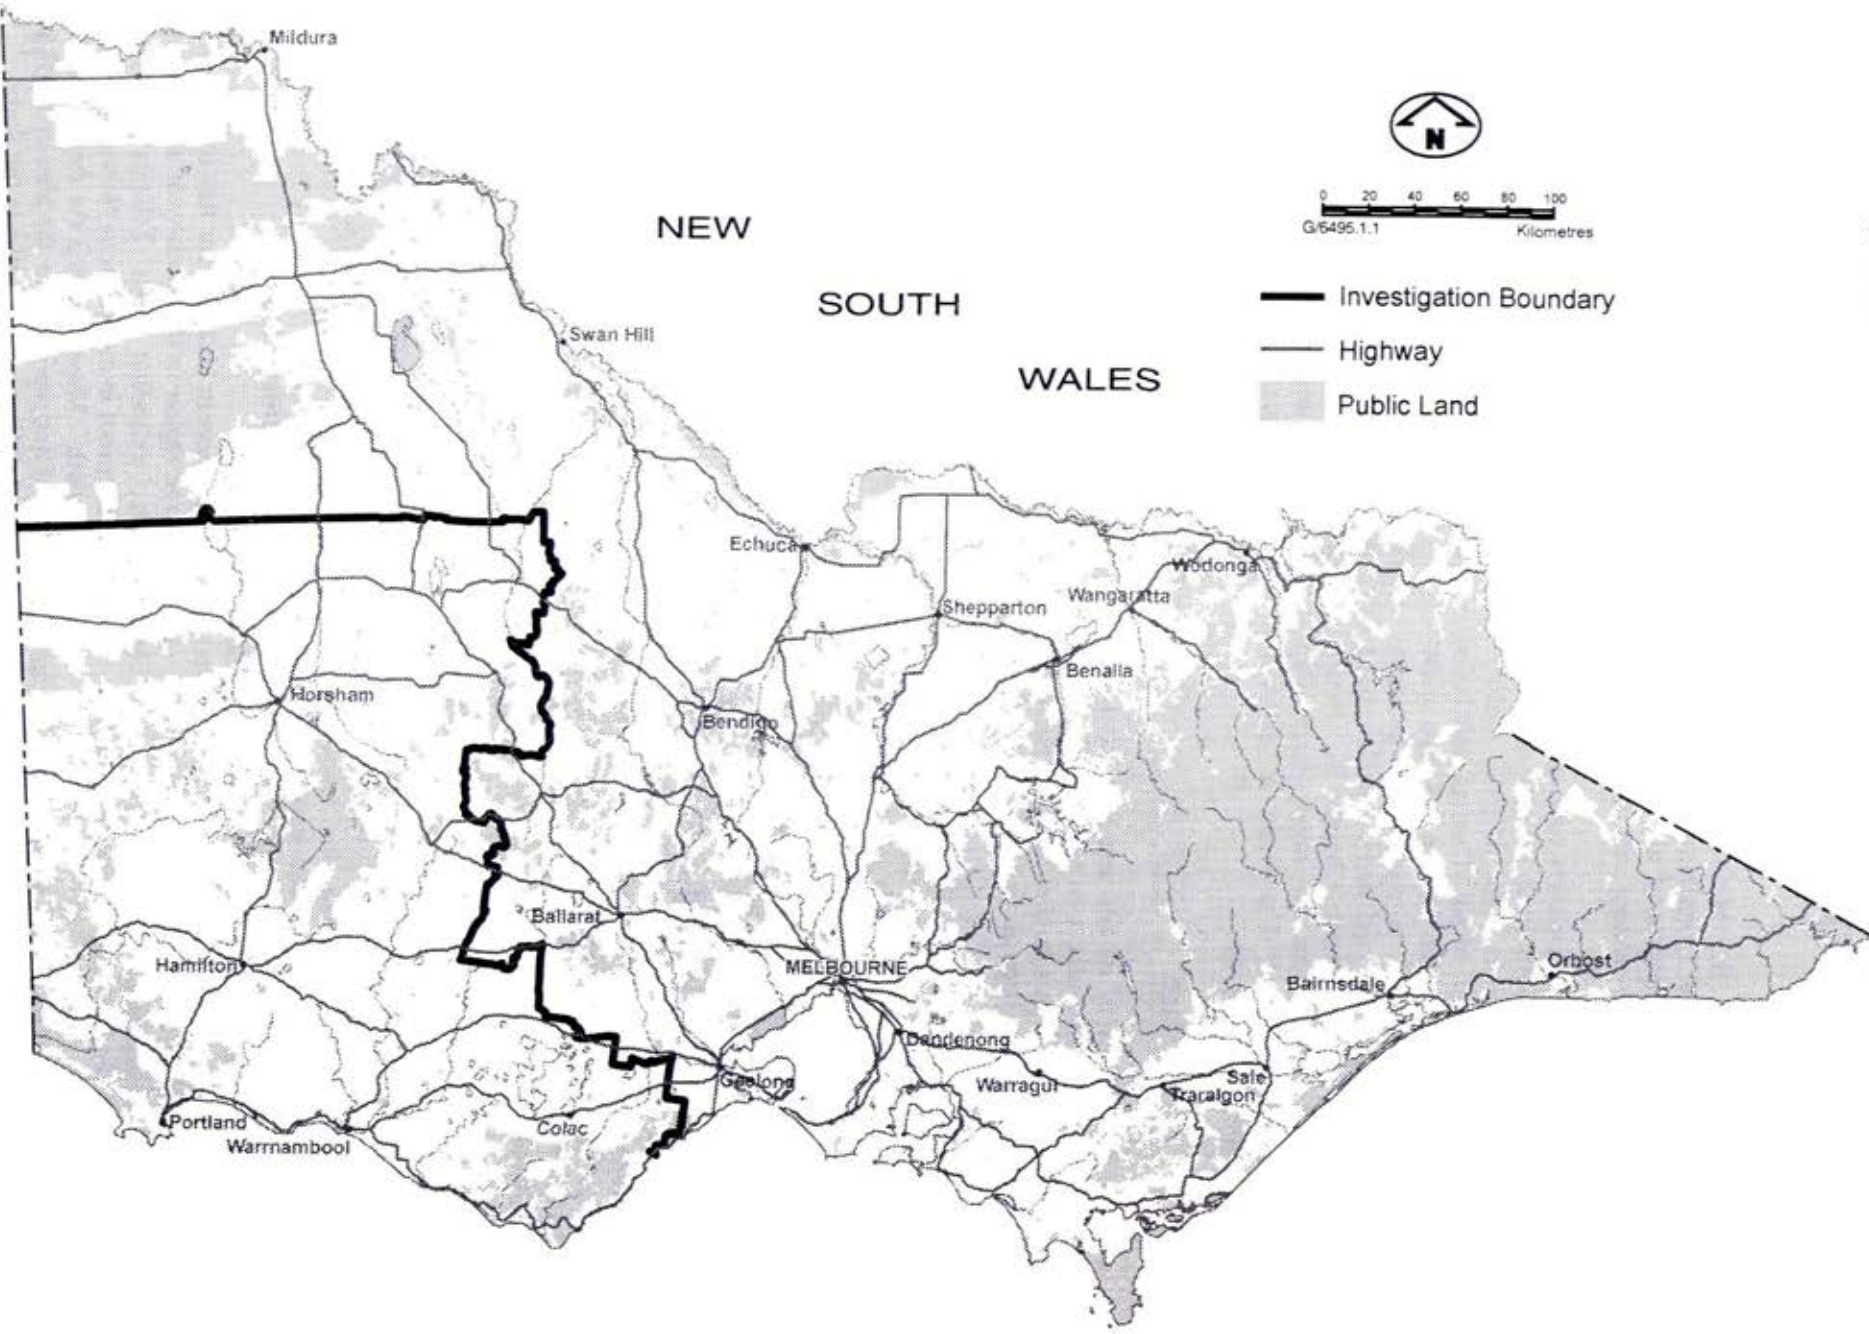 Mildura
N
0 20 40 60 80 100
G/6495.1.1
Kilometres
NEW
SOUTH
WALES
Investigation Boundary
Highway
Public Land
Swan Hill
Echuca
Wodonga
Wangaratta
Shepparton
Benalla
Horsham
Bendigo
Ballarat
Hamilton
MELBOURNE
Orbost
Bairnsdale
Dandenong
Geelong
Warragul
Sale
Traralgon
Portland
Colac
Warrnambool